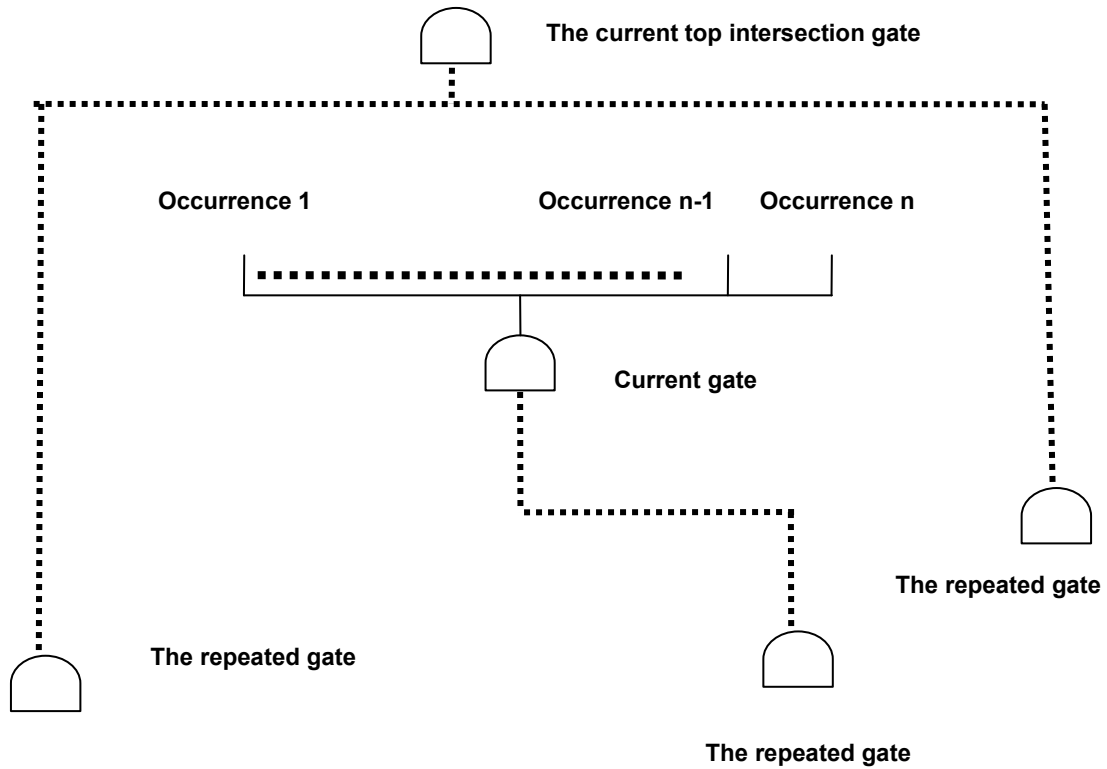 The current top intersection gate
Occurrence 1
Occurrence n-1
Occurrence n
Current gate
The repeated gate
The repeated gate
The repeated gate